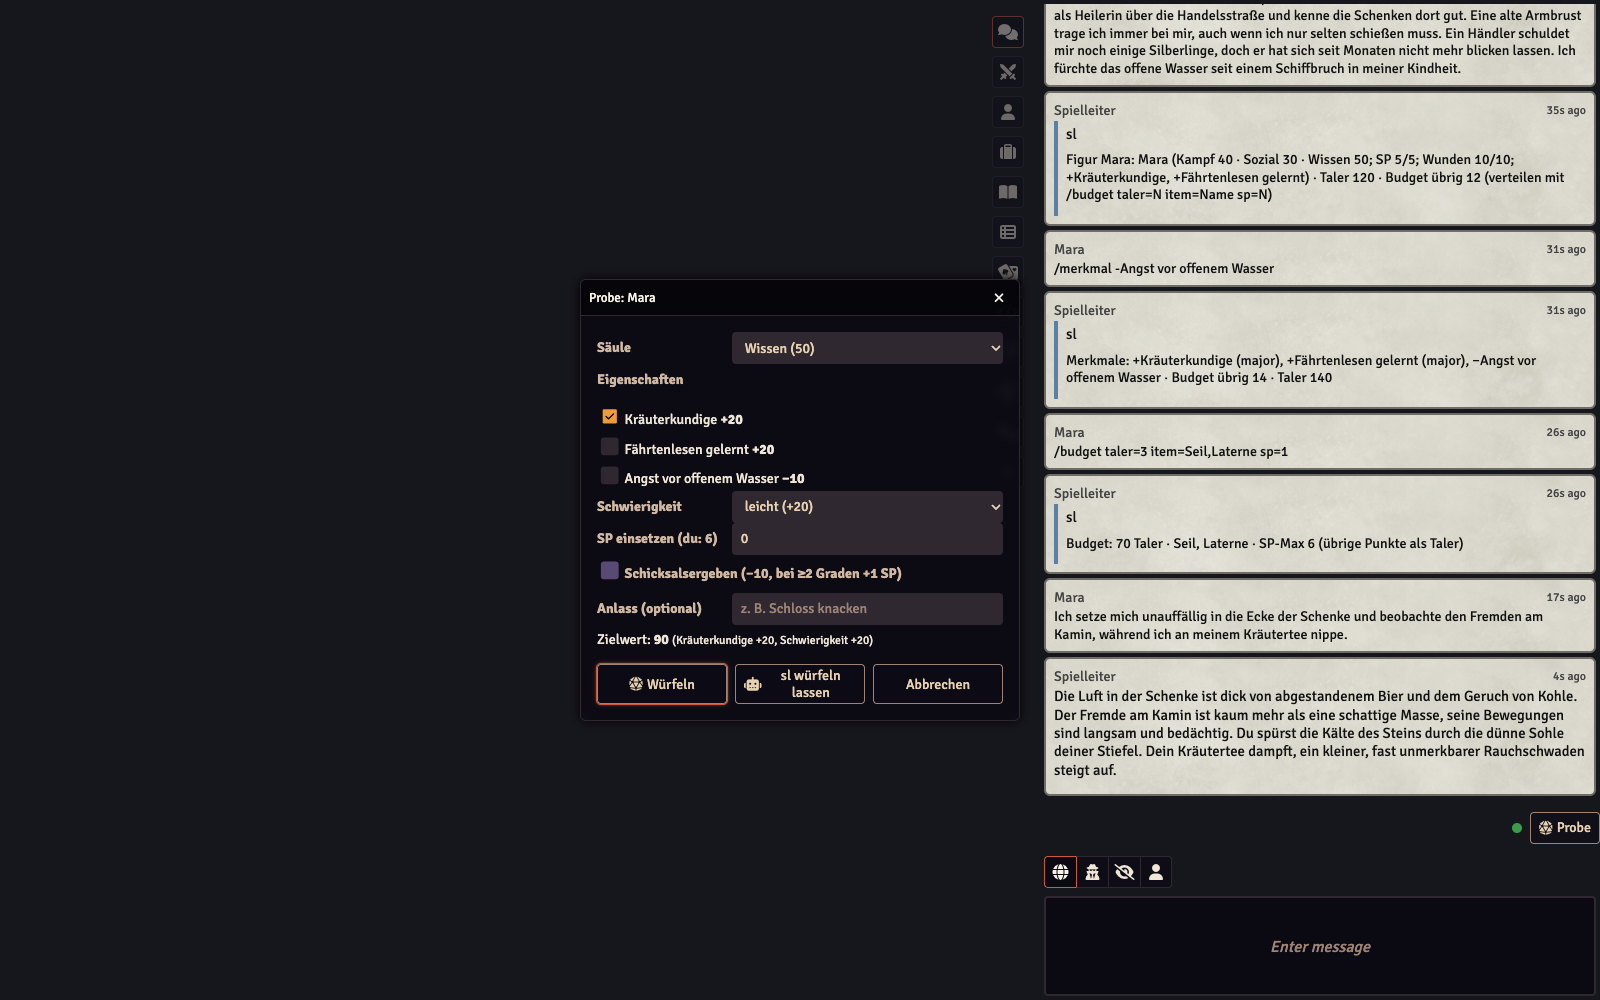 als Heilerin über die Handelsstraße und kenne die Schenken dort gut. Eine alte Armbrust
trage ich immer bei mir, auch wenn ich nur selten schießen muss. Ein Händler schuldet
mir noch einige Silberlinge, doch er hat sich seit Monaten nicht mehr blicken lassen. Ich
fürchte das offene Wasser seit einem Schiffbruch in meiner Kindheit.
Spielleiter 35s ago
sl
Figur Mara: Mara (Kampf 40 · Sozial 30 · Wissen 50; SP 5/5; Wunden 10/10;
+Kräuterkundige, +Fährtenlesen gelernt) · Taler 120 · Budget übrig 12 (verteilen mit
/budget taler=N item=Name sp=N)
Mara 31s ago
/merkmal -Angst vor offenem Wasser
Spielleiter 31s ago
sl
Merkmale: +Kräuterkundige (major), +Fährtenlesen gelernt (major), −Angst vor
offenem Wasser · Budget übrig 14 · Taler 140
Mara 26s ago
/budget taler=3 item=Seil,Laterne sp=1
Spielleiter 26s ago
sl
Budget: 70 Taler · Seil, Laterne · SP-Max 6 (übrige Punkte als Taler)
Mara 17s ago
Ich setze mich unauffällig in die Ecke der Schenke und beobachte den Fremden am
Kamin, während ich an meinem Kräutertee nippe.
Spielleiter 4s ago
Die Luft in der Schenke ist dick von abgestandenem Bier und dem Geruch von Kohle.
Der Fremde am Kamin ist kaum mehr als eine schattige Masse, seine Bewegungen
sind langsam und bedächtig. Du spürst die Kälte des Steins durch die dünne Sohle
deiner Stiefel. Dein Kräutertee dampft, ein kleiner, fast unmerkbarer Rauchschwaden
steigt auf.
Probe
Enter message
Probe: Mara
Säule Wissen (50)
Eigenschaften
Kräuterkundige +20
Fährtenlesen gelernt +20
Angst vor offenem Wasser −10
Schwierigkeit leicht (+20)
SP einsetzen (du: 6) 0
Schicksalsergeben (−10, bei ≥2 Graden +1 SP)
Anlass (optional) z. B. Schloss knacken
Zielwert: 90 (Kräuterkundige +20, Schwierigkeit +20)
Würfeln
sl würfeln
lassen
Abbrechen